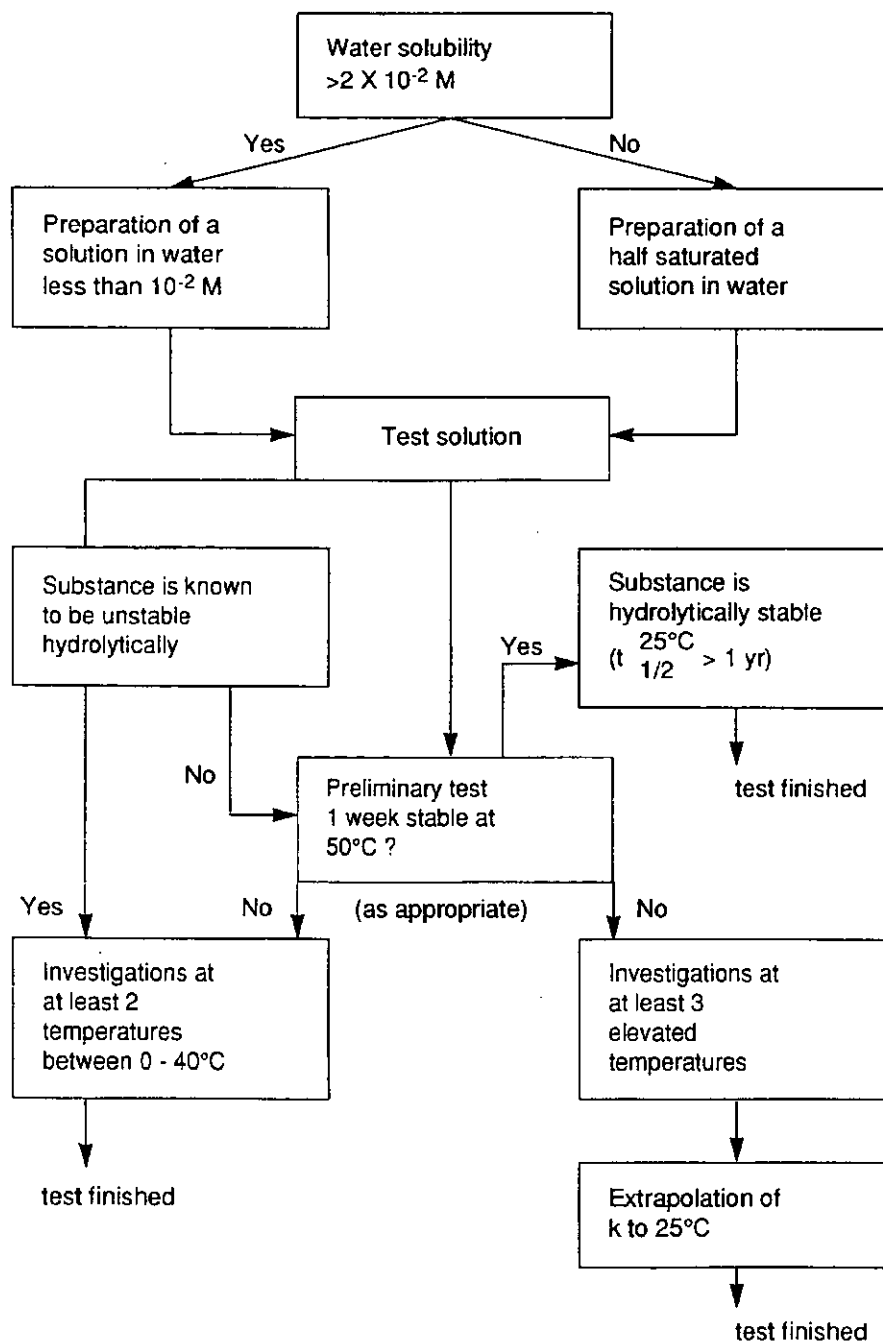 Water solubility
>2 X 10-2 M
Yes
No
Preparation of a
solution in water
less than 10-2 M
Preparation of a
half saturated
solution in water
Test solution
Substance is known
to be unstable
hydrolytically
Substance is
hydrolytically stable
(t 25°C 1/2 > 1 yr)
Yes
test finished
No
Preliminary test
1 week stable at
50°C ?
Yes
No
(as appropriate)
No
Investigations at
at least 2
temperatures
between 0 - 40°C
Investigations at
at least 3
elevated
temperatures
test finished
Extrapolation of
k to 25°C
test finished